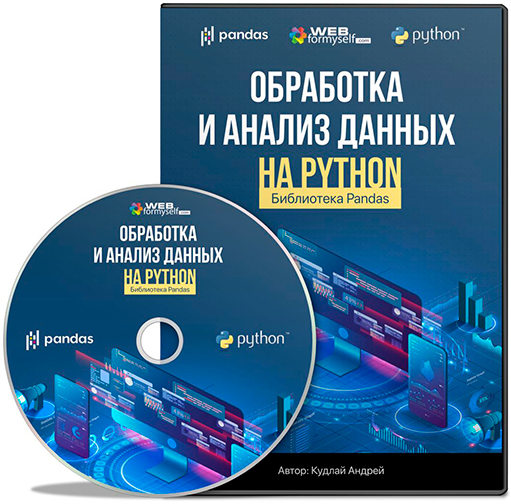 pandas
WEB
formyself.com
python™
ОБРАБОТКА
И АНАЛИЗ ДАННЫХ
НА PYTHON
Библиотека Pandas
Автор: Кудлай Андрей
WEB
formyself.com
ОБРАБОТКА
И АНАЛИЗ ДАННЫХ
НА PYTHON
Библиотека Pandas
pandas
python™